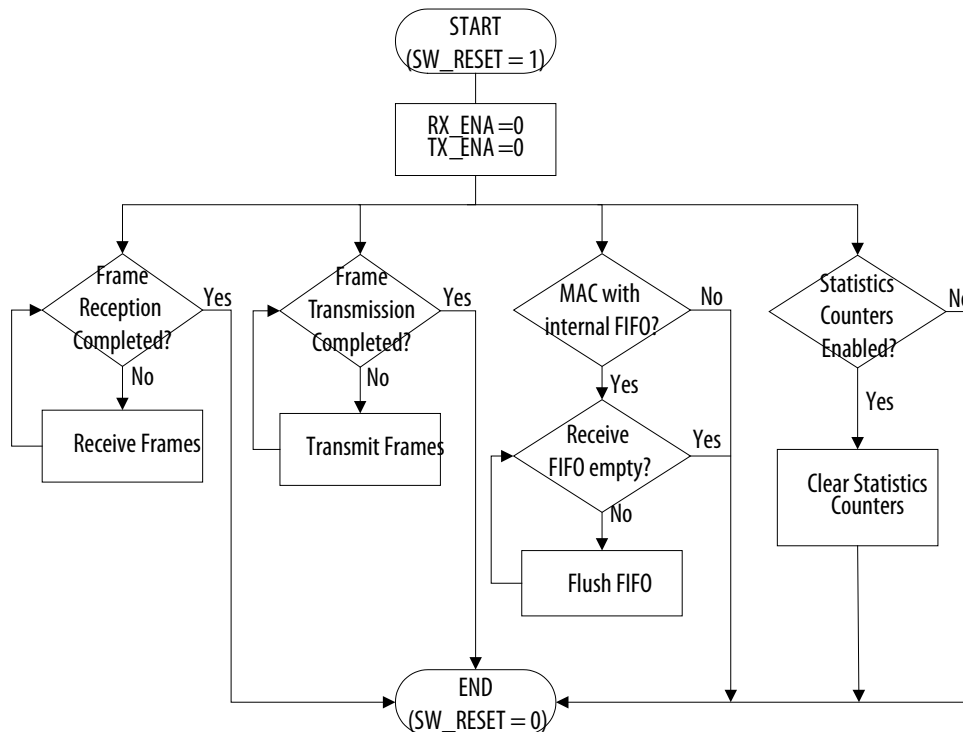 START
(SW_RESET = 1)
RX_ENA =0
TX_ENA =0
Frame
Reception
Completed?
Yes
No
Receive Frames
Frame
Transmission
Completed?
Yes
No
Transmit Frames
MAC with
internal FIFO?
No
Yes
Receive
FIFO empty?
Yes
No
Flush FIFO
Statistics
Counters
Enabled?
No
Yes
Clear Statistics
Counters
END
(SW_RESET = 0)